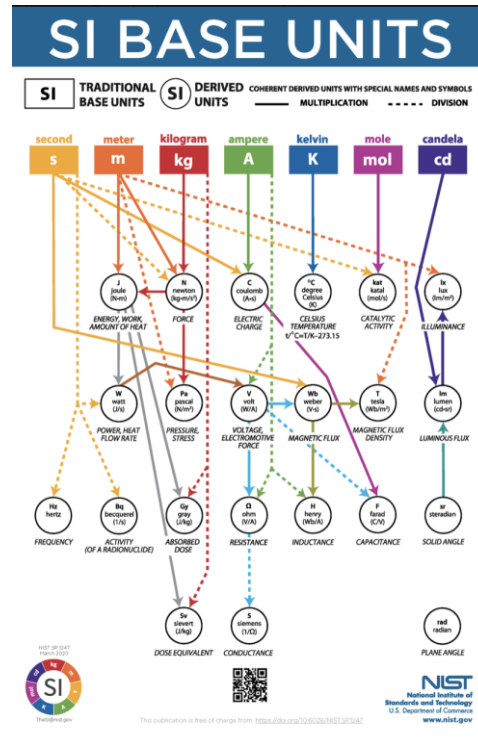 SI BASE UNITS
SI TRADITIONAL BASE UNITS
SI DERIVED UNITS
COHERENT DERIVED UNITS WITH SPECIAL NAMES AND SYMBOLS
MULTIPLICATION DIVISION
second meter kilogram ampere kelvin mole candela
s m kg A K mol cd
J
joule
(N·m)
N
newton
(kg·m/s²)
C
coulomb
(A·s)
°C
degree
Celsius
(K)
kat
katal
(mol/s)
lx
lux
(lm/m²)
ENERGY, WORK,
AMOUNT OF HEAT
FORCE
ELECTRIC
CHARGE
CELSIUS
TEMPERATURE
t/°C=T/K–273.15
CATALYTIC
ACTIVITY
ILLUMINANCE
W
watt
(J/s)
Pa
pascal
(N/m²)
V
volt
(W/A)
Wb
weber
(V·s)
tesla
(Wb/m²)
lm
lumen
(cd·sr)
POWER, HEAT
FLOW RATE
PRESSURE,
STRESS
VOLTAGE,
ELECTROMOTIVE
FORCE
MAGNETIC FLUX
MAGNETIC FLUX
DENSITY
LUMINOUS FLUX
Hz
hertz
Bq
becquerel
(1/s)
Gy
gray
(J/kg)
Ω
ohm
(V/A)
H
henry
(Wb/A)
F
farad
(C/V)
sr
steradian
FREQUENCY
ACTIVITY
(OF A RADIONUCLIDE)
ABSORBED
DOSE
RESISTANCE
INDUCTANCE
CAPACITANCE
SOLID ANGLE
Sv
sievert
(J/kg)
S
siemens
(1/Ω)
rad
radian
DOSE EQUIVALENT
CONDUCTANCE
PLANE ANGLE
NIST SP 1247
March 2020
kg m s A K mol cd
SI
TheSI@nist.gov
This publication is free of charge from: https://doi.org/10.6028/NIST.SP.1247
NIST
National Institute of
Standards and Technology
U.S. Department of Commerce
www.nist.gov